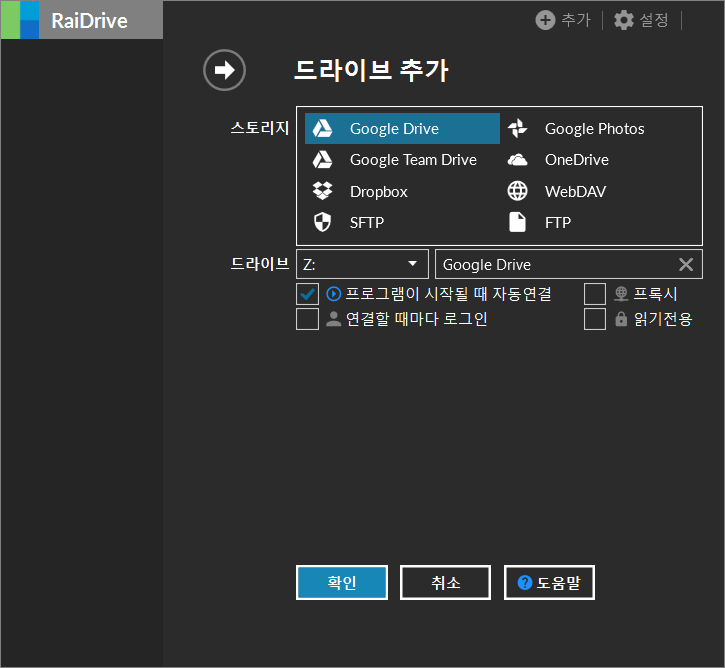 RaiDrive
추가 설정
드라이브 추가
스토리지
Google Drive Google Photos
Google Team Drive OneDrive
Dropbox WebDAV
SFTP FTP
드라이브 Z: Google Drive
프로그램이 시작될 때 자동연결 프록시
연결할 때마다 로그인 읽기전용
확인 취소 ? 도움말